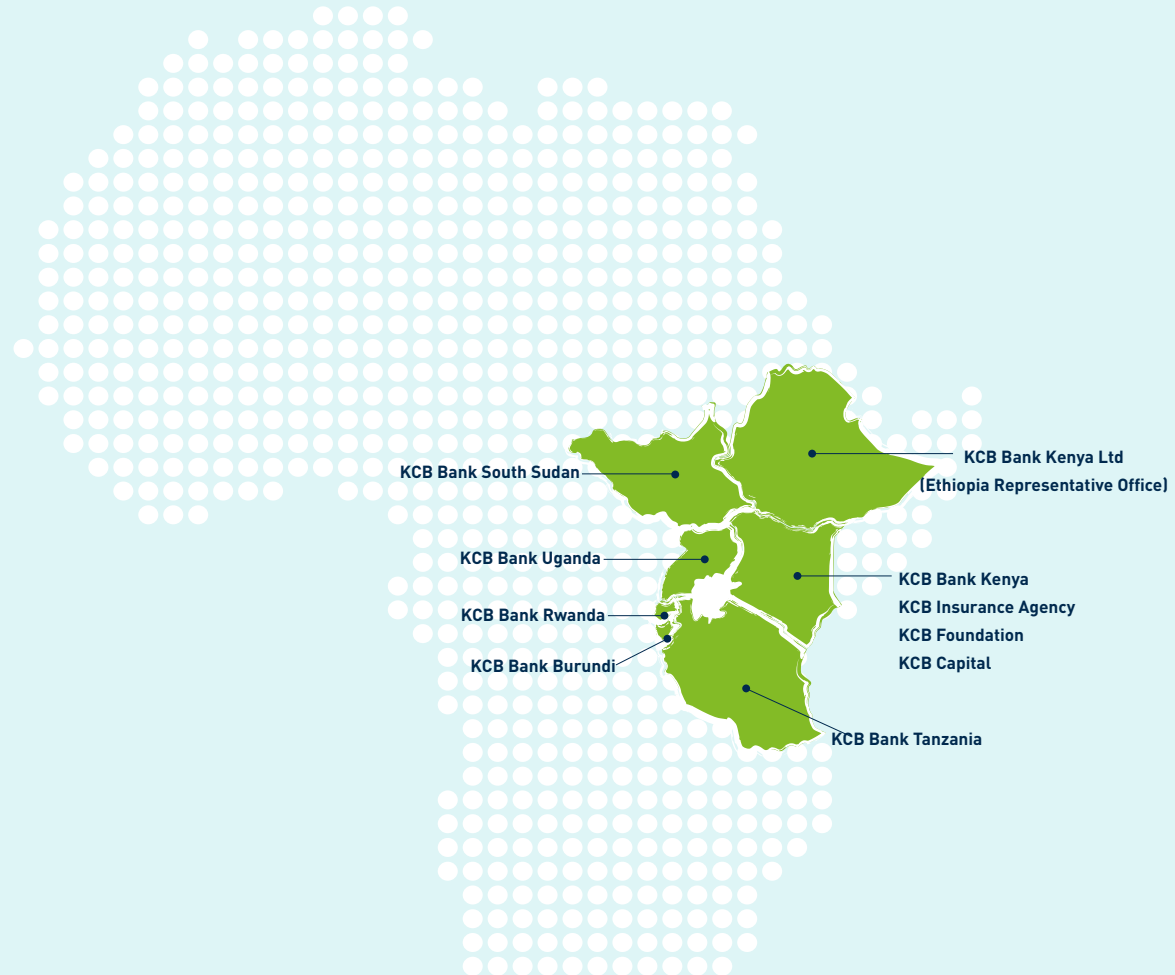 KCB Bank South Sudan
KCB Bank Kenya Ltd
(Ethiopia Representative Office)
KCB Bank Uganda
KCB Bank Kenya
KCB Insurance Agency
KCB Foundation
KCB Capital
KCB Bank Rwanda
KCB Bank Burundi
KCB Bank Tanzania